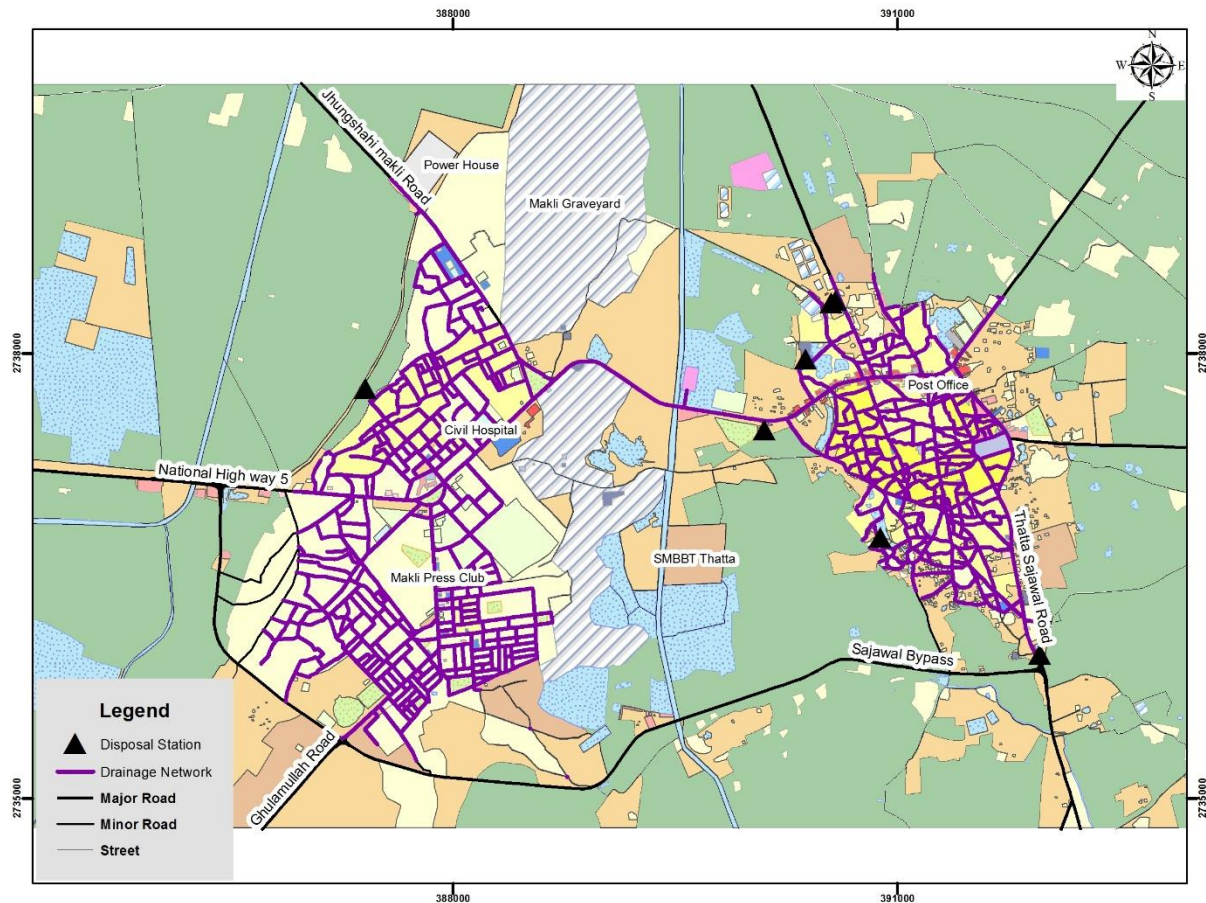 388000
391000
N
W
E
S
Jhungshahi makli Road
Power House
Makli Graveyard
2738000
2738000
Post Office
Civil Hospital
National High way 5
Thatta Sajawal Road
SMBBT Thatta
Makli Press Club
Sajawal Bypass
Ghulamullah Road
Legend
Disposal Station
Drainage Network
Major Road
Minor Road
Street
2735000
2735000
388000
391000